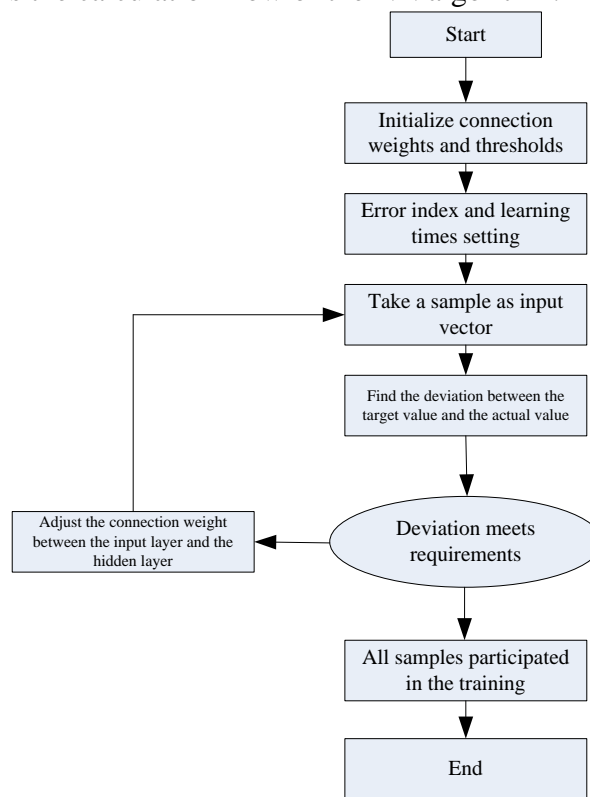 Start
Initialize connection
weights and thresholds
Error index and learning
times setting
Take a sample as input
vector
Find the deviation between the
target value and the actual value
Deviation meets
requirements
Adjust the connection weight
between the input layer and the
hidden layer
All samples participated
in the training
End